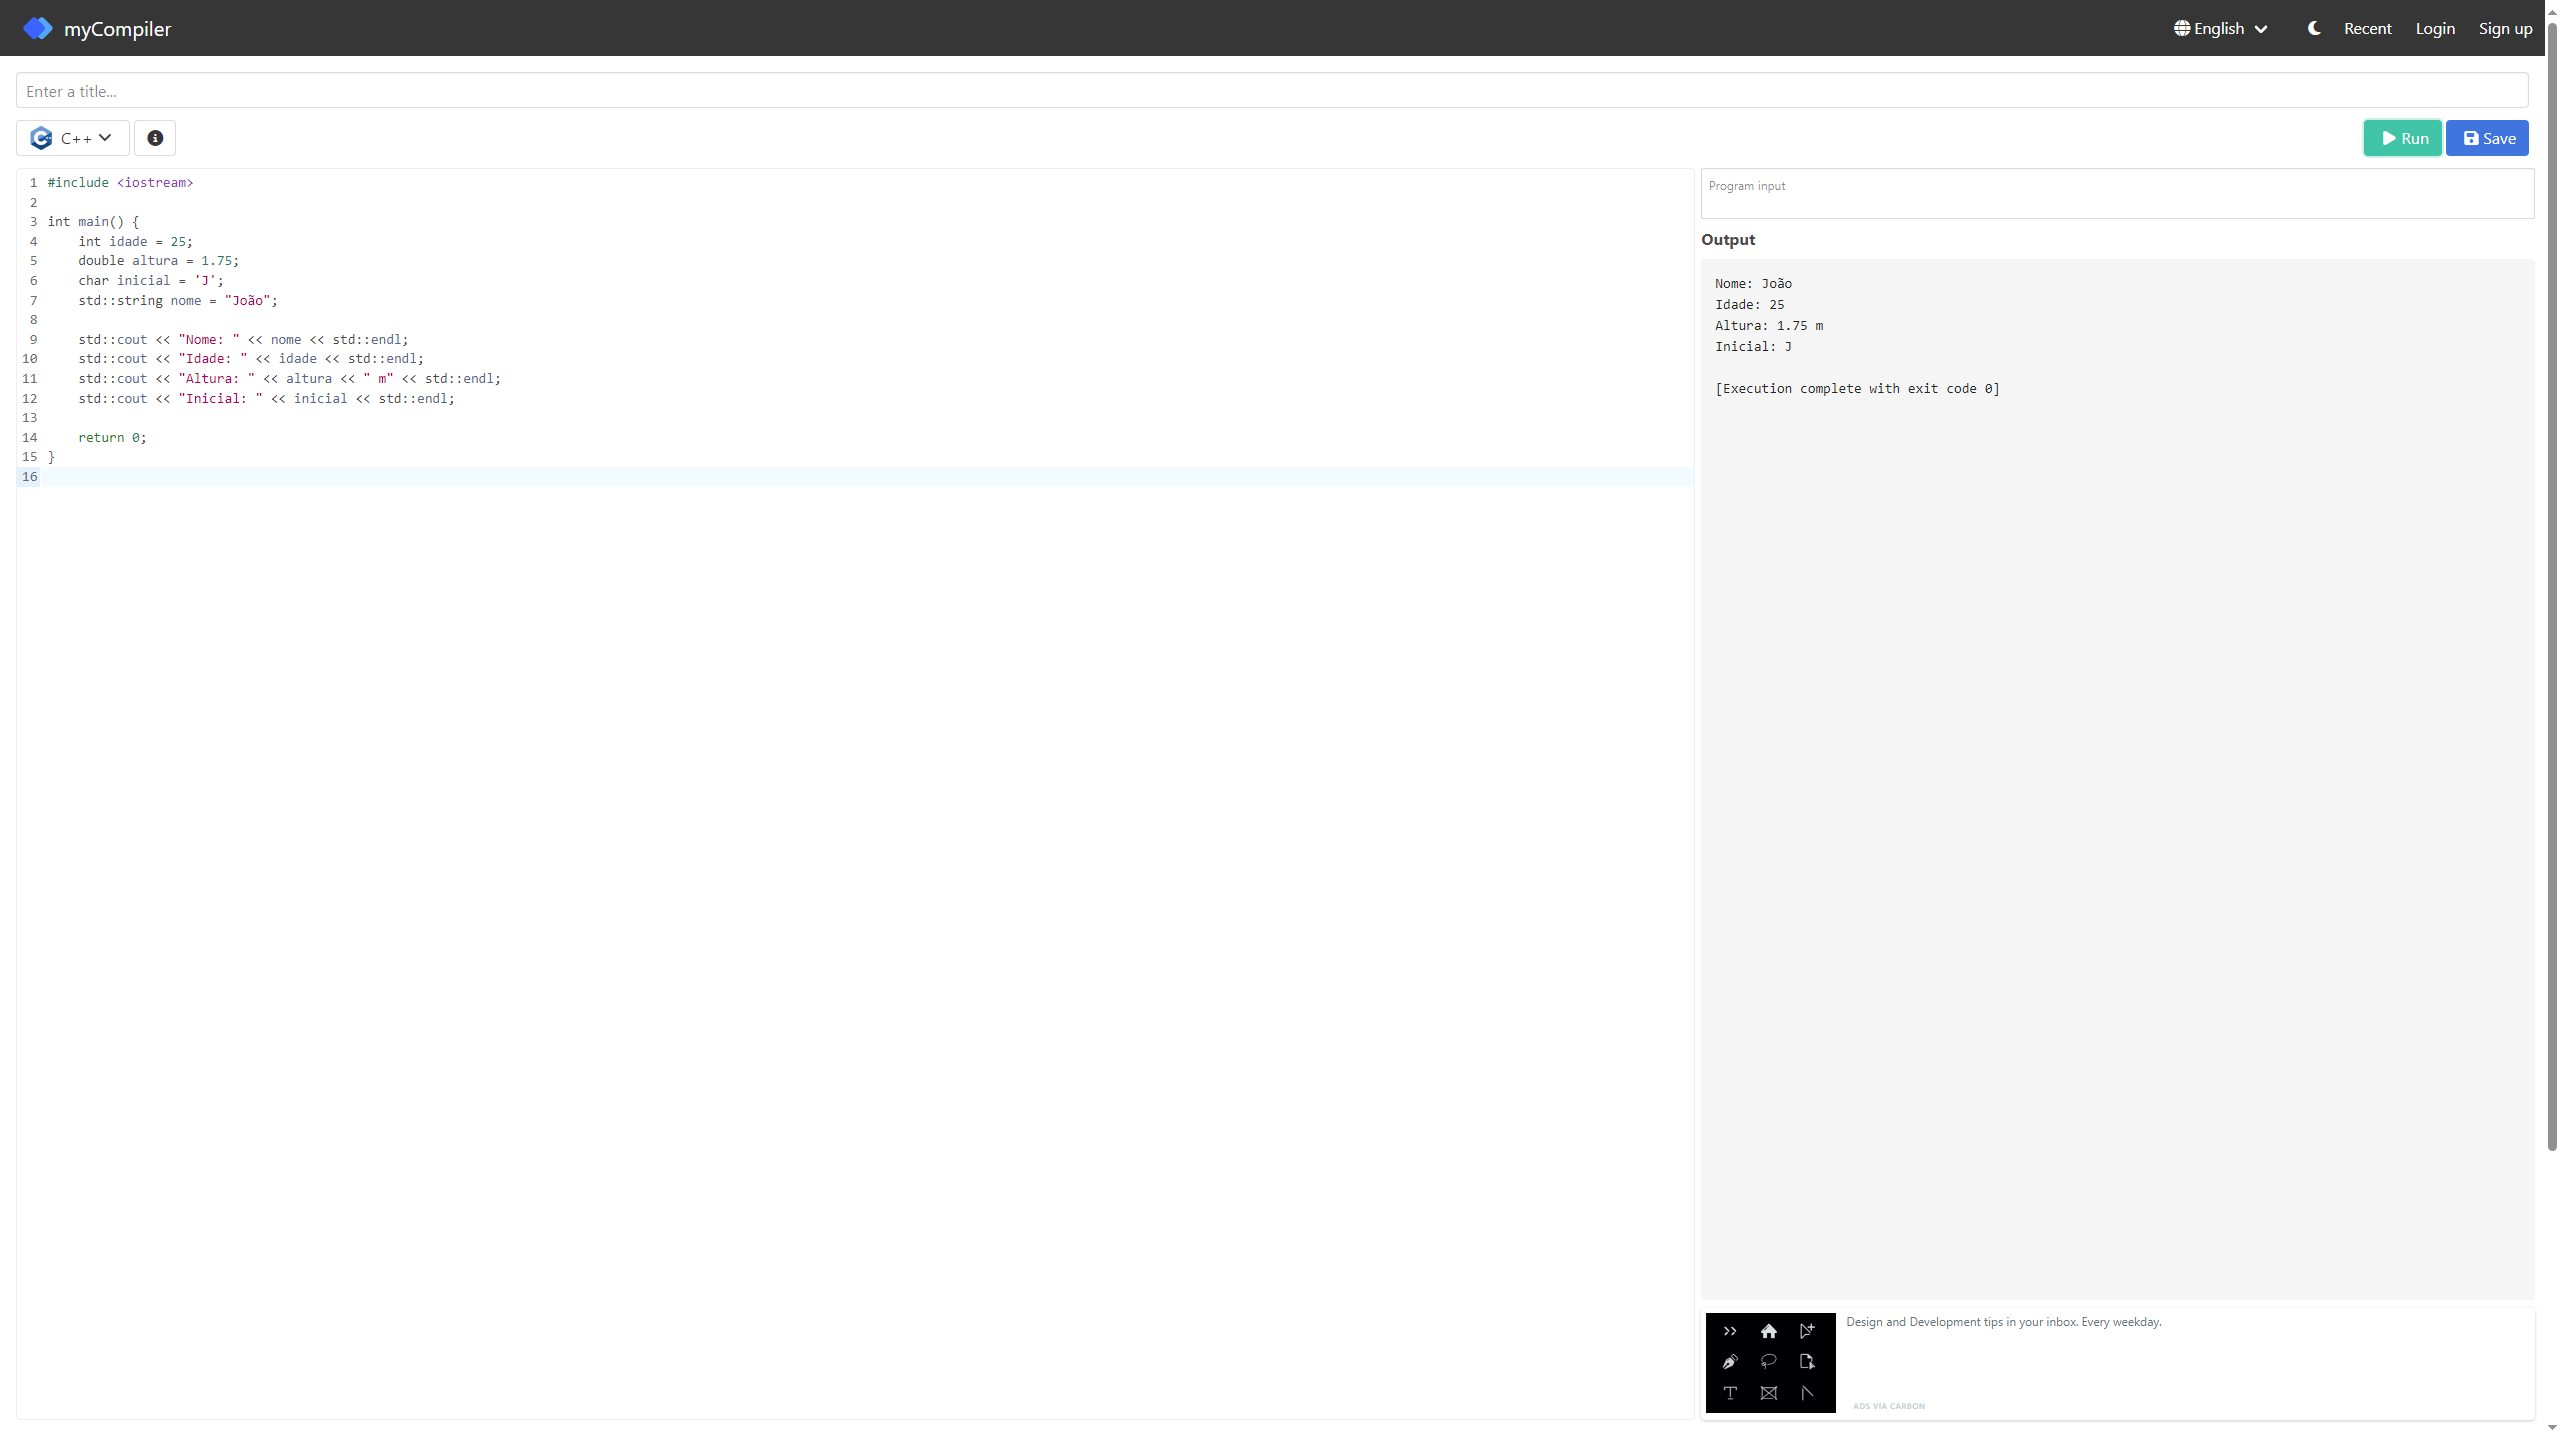 myCompiler
English
Recent
Login
Sign up
Enter a title...
C++
Run
Save
1 #include <iostream>
2
3 int main() {
4     int idade = 25;
5     double altura = 1.75;
6     char inicial = 'J';
7     std::string nome = "João";
8
9     std::cout << "Nome: " << nome << std::endl;
10     std::cout << "Idade: " << idade << std::endl;
11     std::cout << "Altura: " << altura << " m" << std::endl;
12     std::cout << "Inicial: " << inicial << std::endl;
13
14     return 0;
15 }
16
Program input
Output
Nome: João
Idade: 25
Altura: 1.75 m
Inicial: J
[Execution complete with exit code 0]
Design and Development tips in your inbox. Every weekday.
ADS VIA CARBON